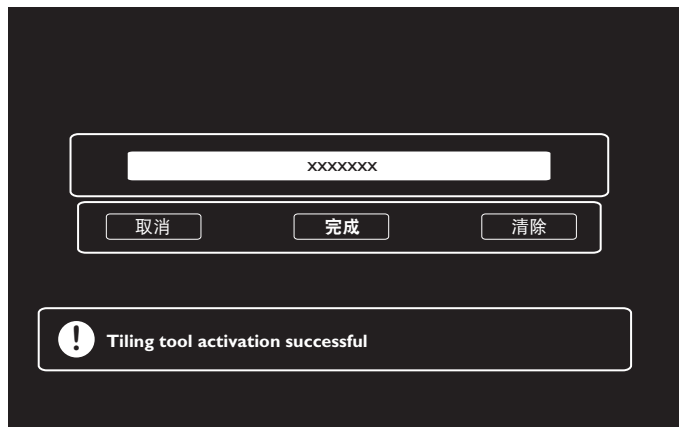 xxxxxxx
取消 完成 清除
! Tiling tool activation successful